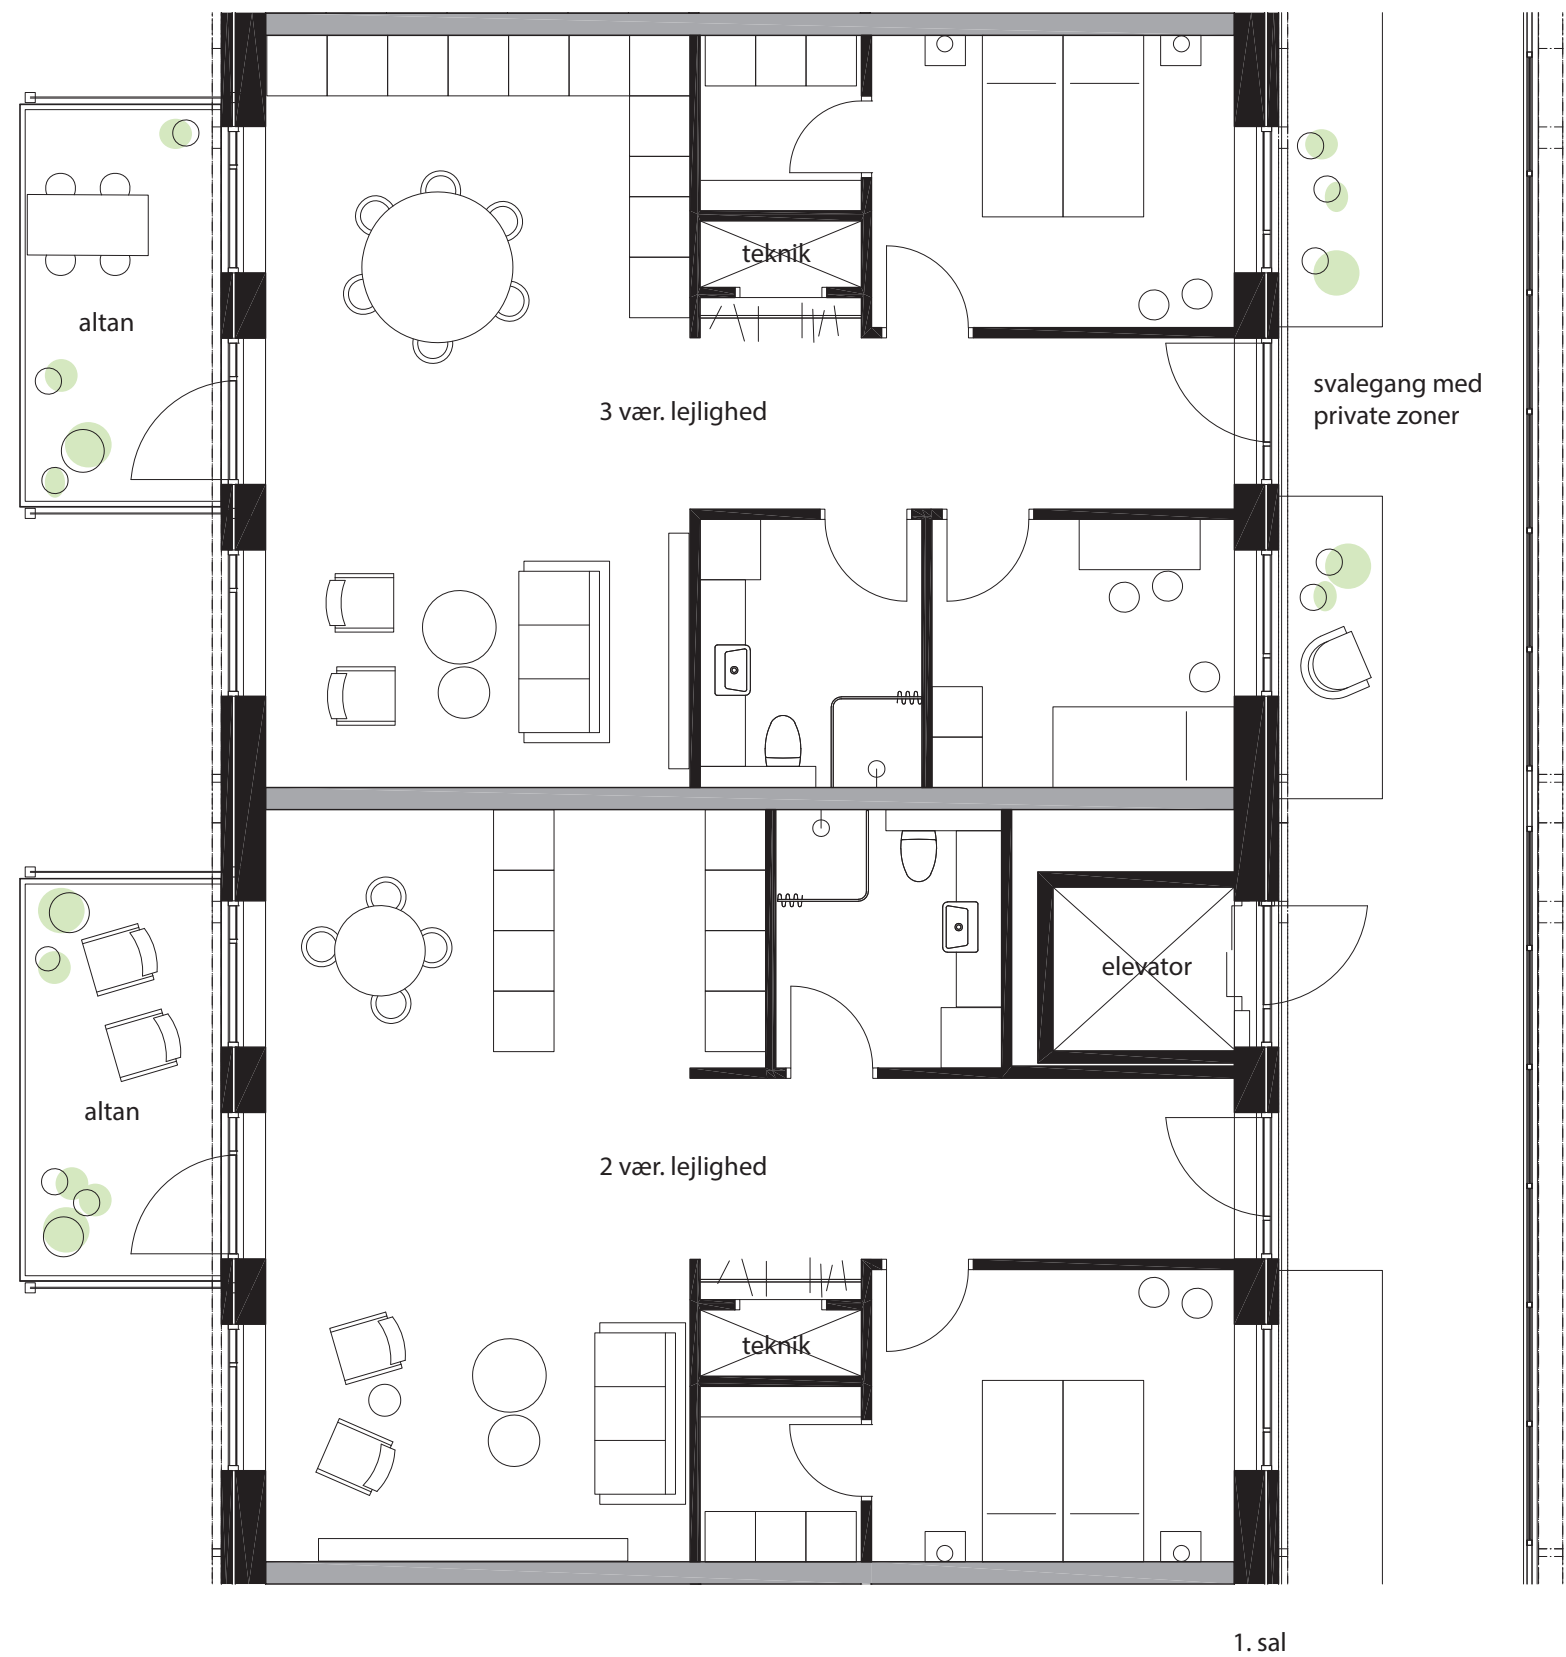 teknik
altan
svalegang med
private zoner
3 vær. lejlighed
elevator
altan
2 vær. lejlighed
teknik
1. sal